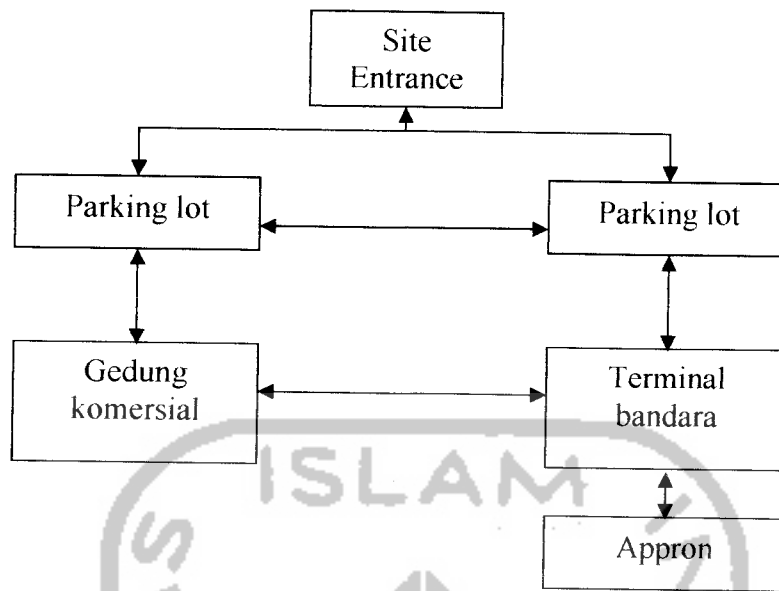 Site
Entrance
Parking lot
Parking lot
Gedung
komersial
Terminal
bandara
ISLAM
Appron